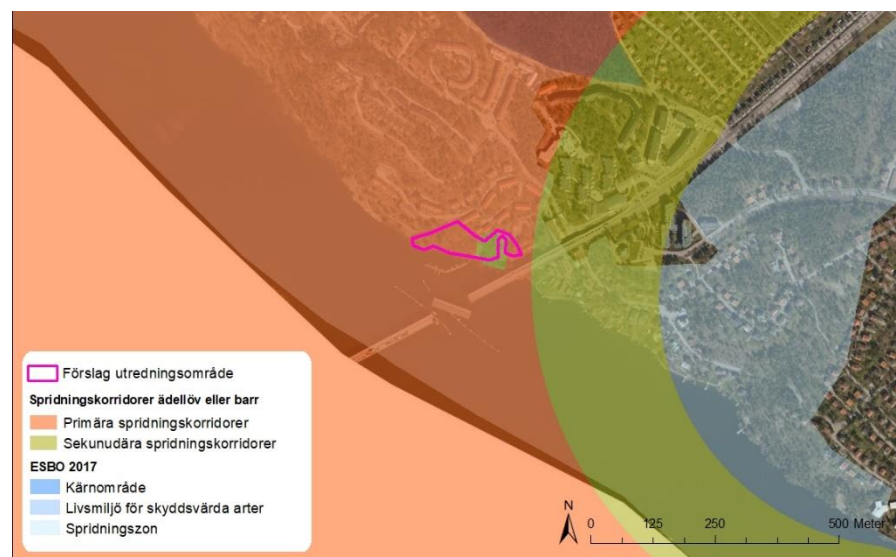 Förslag utredningsområde
Spridningskorridorer ädellöv eller barr
Primära spridningskorridorer
Sekunudära spridningskorridorer
ESBO 2017
Kärnområde
Livsmiljö för skyddsvärda arter
Spridningszon
N
0 125 250 500 Meter